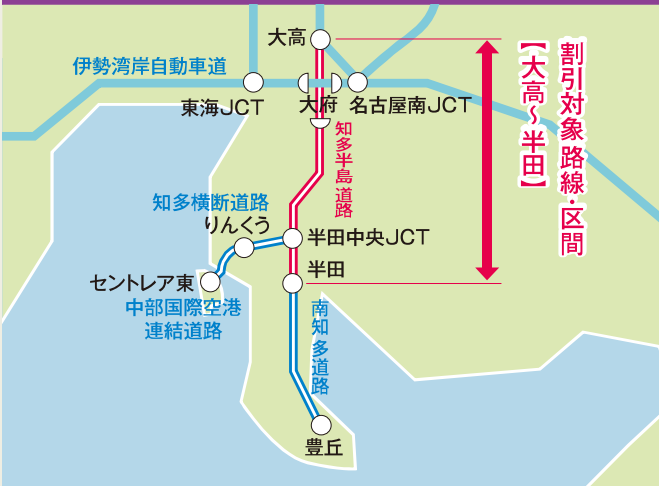 大高
伊勢湾岸自動車道
東海JCT
大府
名古屋南JCT
割引対象路線・区間
【大高〜半田】
知多半島道路
知多横断道路
りんくう
半田中央JCT
セントレア東
半田
中部国際空港
連結道路
南知多道路
豊丘